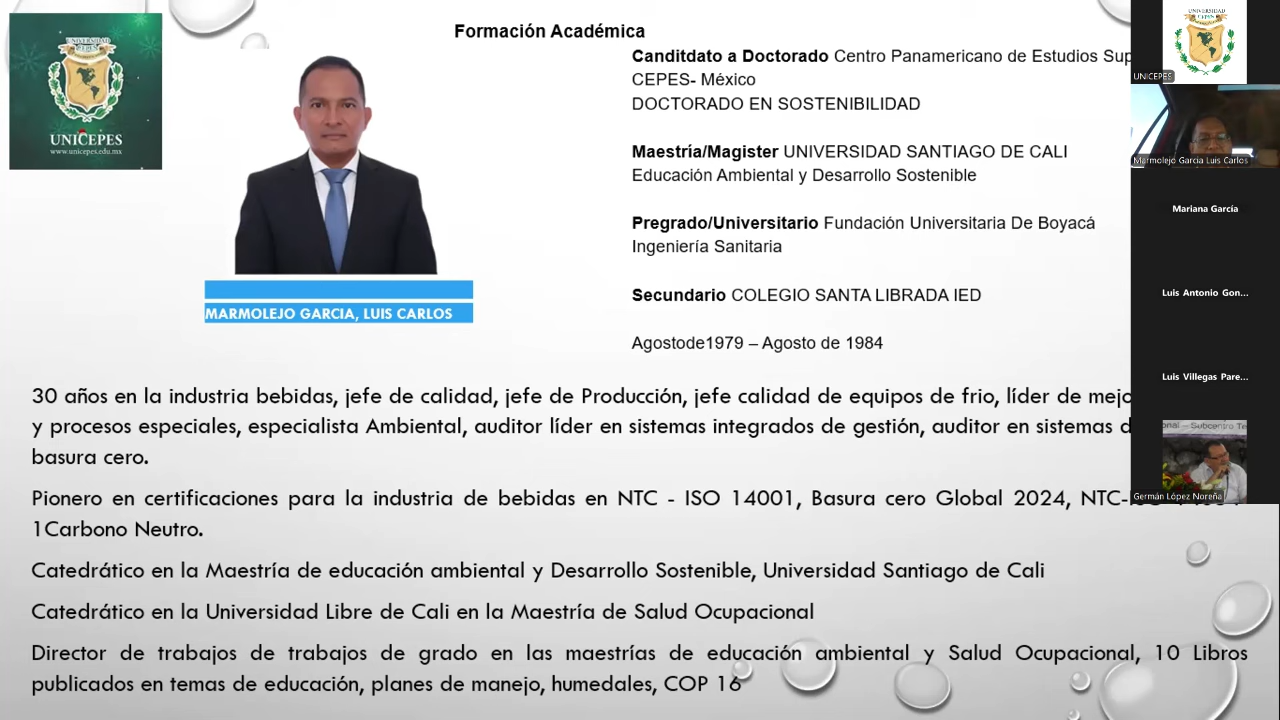 UNIVERSIDAD
CEPES
UNICEPES
www.unicepes.edu.mx
MARMOLEJO GARCIA, LUIS CARLOS
Formación Académica
Canditdato a Doctorado Centro Panamericano de Estudios Sup
CEPES- México
DOCTORADO EN SOSTENIBILIDAD
Maestría/Magister UNIVERSIDAD SANTIAGO DE CALI
Educación Ambiental y Desarrollo Sostenible
Pregrado/Universitario Fundación Universitaria De Boyacá
Ingeniería Sanitaria
Secundario COLEGIO SANTA LIBRADA IED
Agostode1979 – Agosto de 1984
30 años en la industria bebidas, jefe de calidad, jefe de Producción, jefe calidad de equipos de frio, líder de mejo
y procesos especiales, especialista Ambiental, auditor líder en sistemas integrados de gestión, auditor en sistemas d
basura cero.
Pionero en certificaciones para la industria de bebidas en NTC - ISO 14001, Basura cero Global 2024, NTC-
1Carbono Neutro.
Catedrático en la Maestría de educación ambiental y Desarrollo Sostenible, Universidad Santiago de Cali
Catedrático en la Universidad Libre de Cali en la Maestría de Salud Ocupacional
Director de trabajos de trabajos de grado en las maestrías de educación ambiental y Salud Ocupacional, 10 Libros
publicados en temas de educación, planes de manejo, humedales, COP 16
UNIVERSIDAD
CEPES
UNICEPES
Marmolejo Garcia Luis Carlos
Mariana García
Luis Antonio Gon...
Luis Villegas Pare...
onal – Subcentro Te
Germán López Noreña